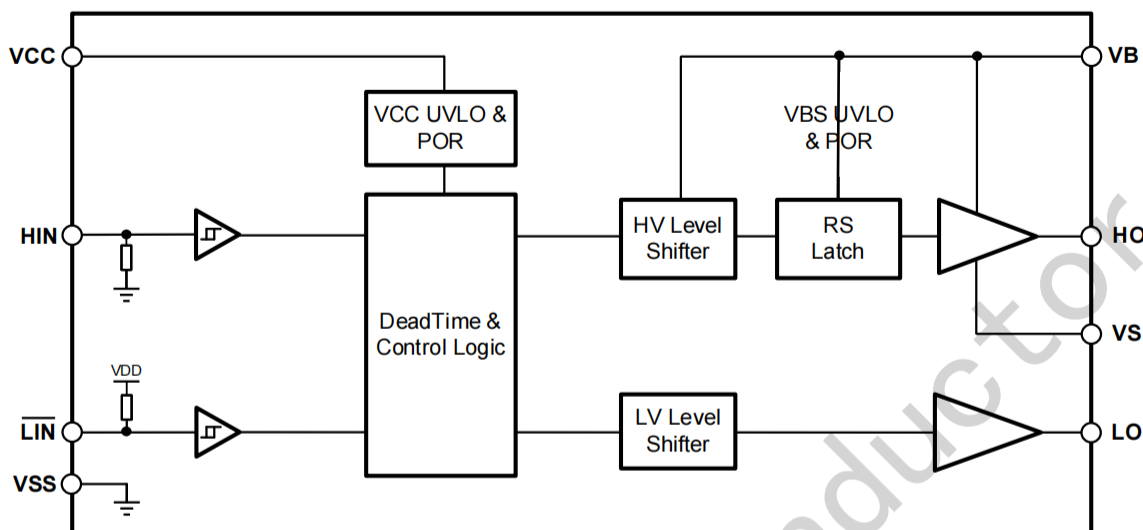 VCC
VB
VCC UVLO &
POR
VBS UVLO
& POR
HIN
HV Level
Shifter
RS
Latch
HO
DeadTime &
Control Logic
VS
VDD
LIN
LV Level
Shifter
LO
VSS
nductor